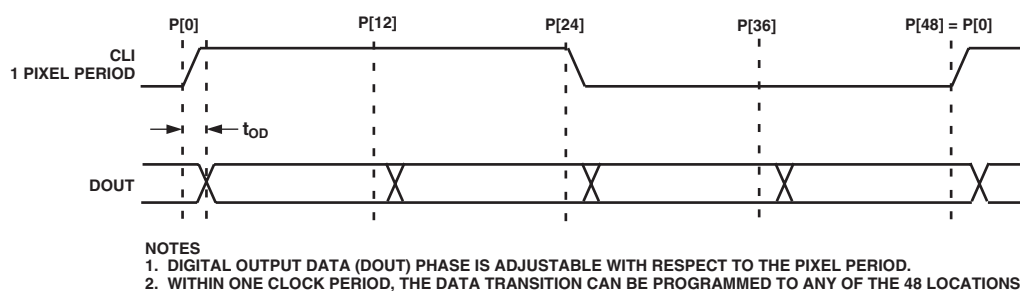 P[0] P[12] P[24] P[36] P[48] = P[0]
CLI
1 PIXEL PERIOD
tOD
DOUT
NOTES
1. DIGITAL OUTPUT DATA (DOUT) PHASE IS ADJUSTABLE WITH RESPECT TO THE PIXEL PERIOD.
2. WITHIN ONE CLOCK PERIOD, THE DATA TRANSITION CAN BE PROGRAMMED TO ANY OF THE 48 LOCATIONS